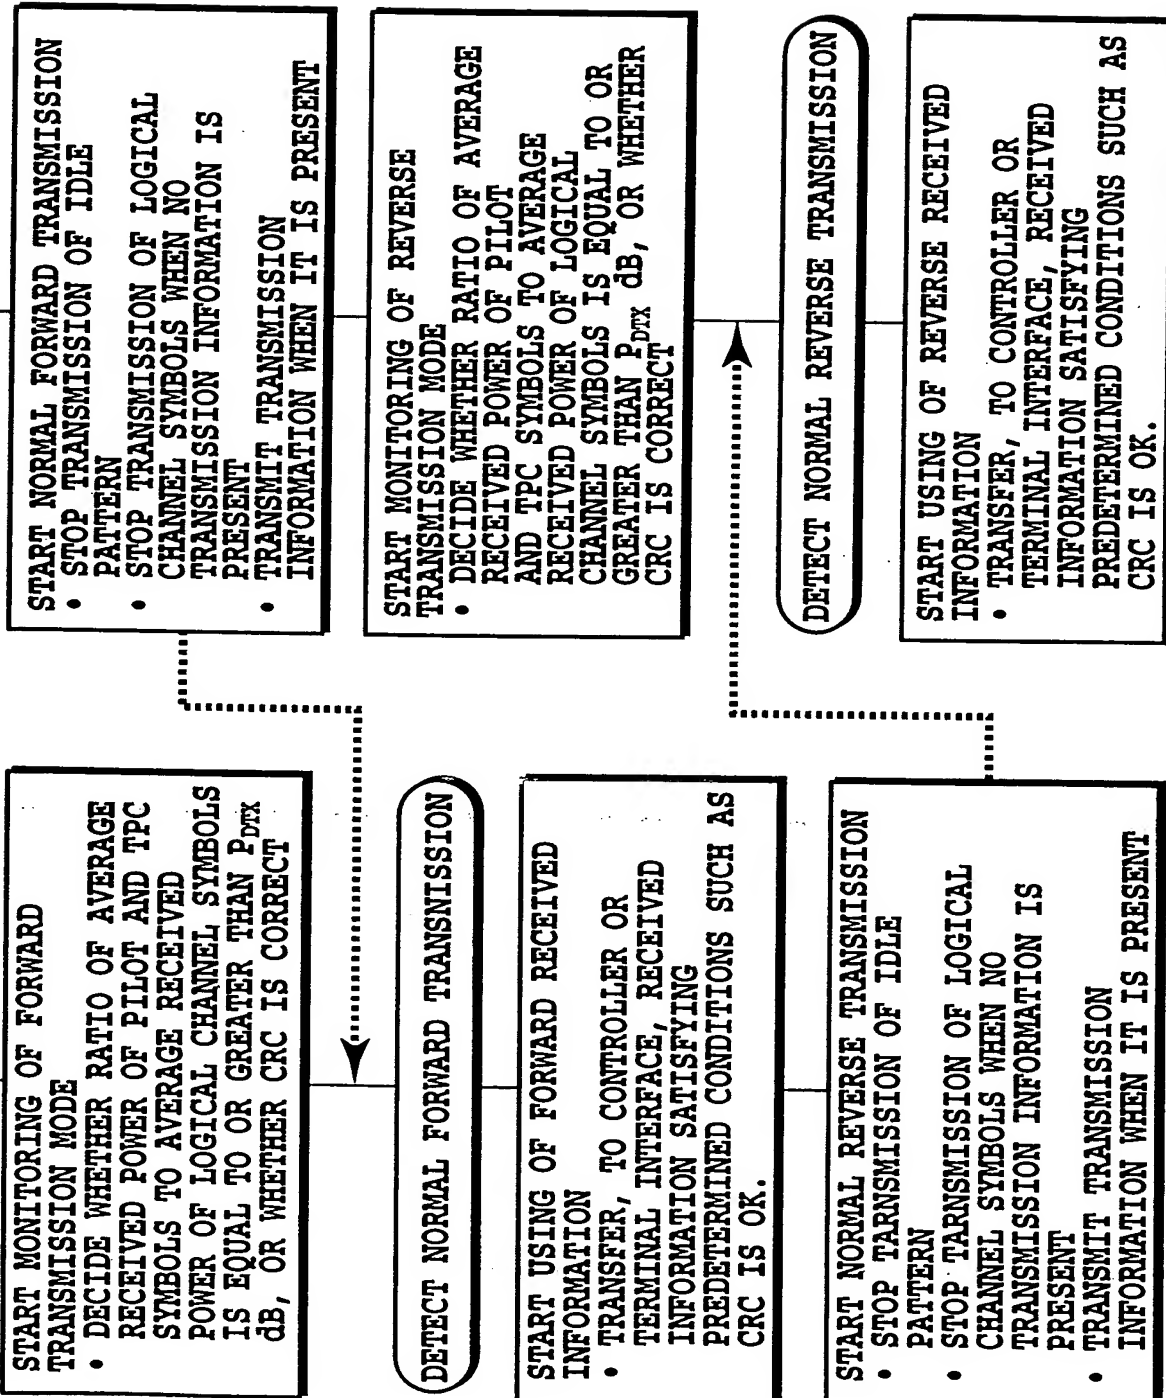 START MONITORING OF FORWARD
TRANSMISSION MODE
• DECIDE WHETHER RATIO OF AVERAGE
RECEIVED POWER OF PILOT AND TPC
SYMBOLS TO AVERAGE RECEIVED
POWER OF LOGICAL CHANNEL SYMBOLS
IS EQUAL TO OR GREATER THAN PDTX
dB, OR WHETHER CRC IS CORRECT
DETECT NORMAL FORWARD TRANSNISSION
START USING OF FORWARD RECEIVED
INFORMATION
• TRANSFER, TO CONTROLLER OR
TERMINAL INTERFACE, RECEIVED
INFORMATION SATISFYING
PREDETERMINED CONDITIONS SUCH AS
CRC IS OK.
START NORMAL REVERSE TRANSMISSION
• STOP TARNSMISSION OF IDLE
PATTERN
• STOP TARNSMISSION OF LOGICAL
CHANNEL SYMBOLS WHEN NO
TRANSMISSION INFORMATION IS
PRESENT
• TRANSMIT TRANSMISSION
INFORMATION WHEN IT IS PRESENT
START NORMAL FORWARD TRANSMISSION
• STOP TRANSMISSION OF IDLE
PATTERN
• STOP TRANSMISSION OF LOGICAL
CHANNEL SYMBOLS WHEN NO
TRANSMISSION INFORMATION IS
PRESENT
• TRANSMIT TRANSMISSION
INFORMATION WHEN IT IS PRESENT
START MONITORING OF REVERSE
TRANSMISSION MODE
• DECIDE WHETHER RATIO OF AVERAGE
RECEIVED POWER OF PILOT
AND TPC SYMBOLS TO AVERAGE
RECEIVED POWER OF LOGICAL
CHANNEL SYMBOLS IS EQUAL TO OR
GREATER THAN PDTX dB, OR WHETHER
CRC IS CORRECT
DETECT NORMAL REVERSE TRANSMISSION
START USING OF REVERSE RECEIVED
INFORMATION
• TRANSFER, TO CONTROLLER OR
TERMINAL INTERFACE, RECEIVED
INFORMATION SATISFYING
PREDETERMINED CONDITIONS SUCH AS
CRC IS OK.